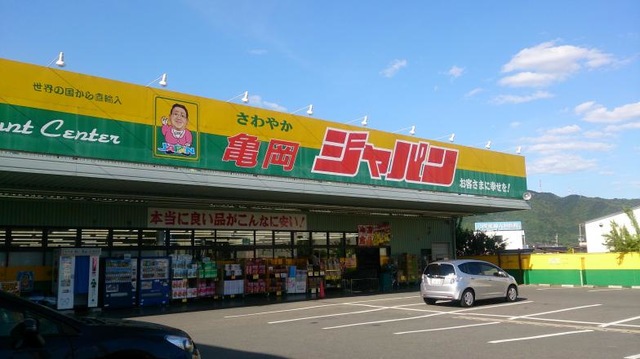 世界の国から直輸入
unt Center
JAPAN
さわやか
亀岡 ジャパン
お客さまに幸せを!
本当に良い品がこんなに安い!